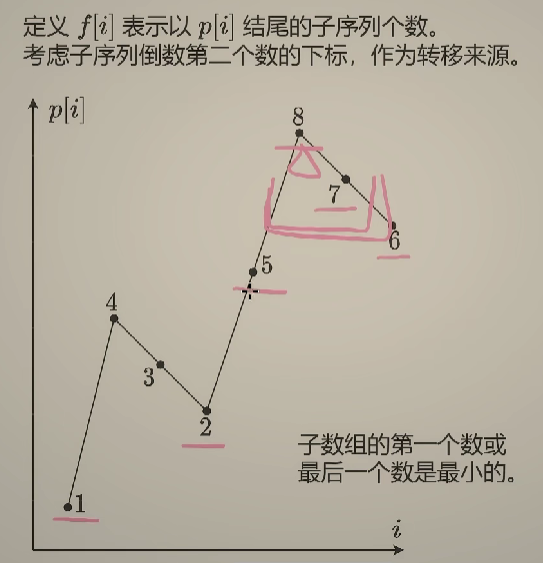 定义 f[i] 表示以 p[i] 结尾的子序列个数。
考虑子序列倒数第二个数的下标，作为转移来源。
p[i]
8
7
6
5
4
3
2
子数组的第一个数或
最后一个数是最小的。
1
i